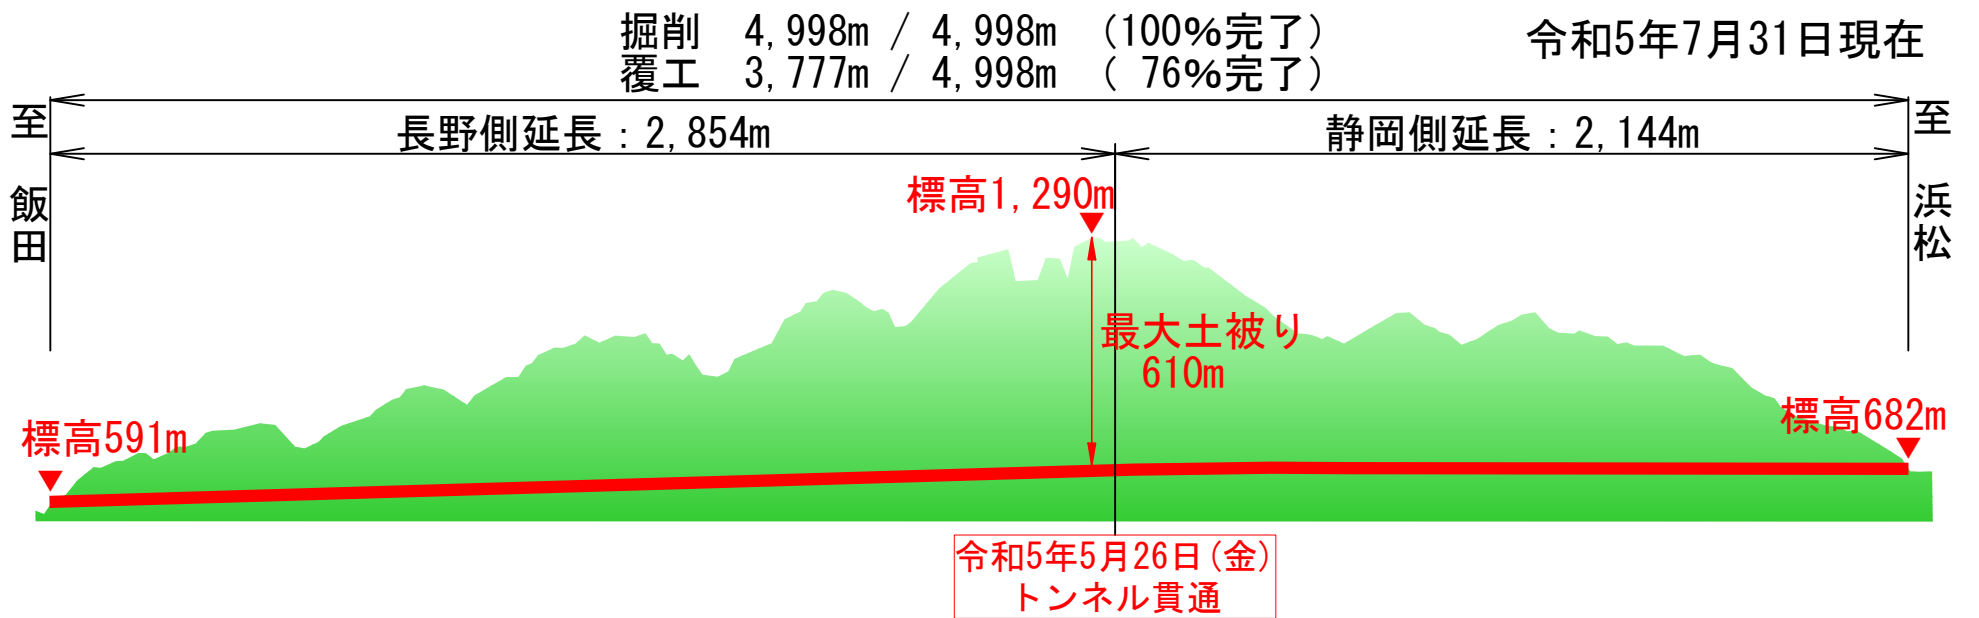 掘削 4,998m / 4,998m (100%完了)
令和5年7月31日現在
覆工 3,777m / 4,998m ( 76%完了)
至 飯田
長野側延長：2,854m
静岡側延長：2,144m
至 浜松
標高1,290m
最大土被り
610m
標高591m
標高682m
令和5年5月26日(金)
トンネル貫通